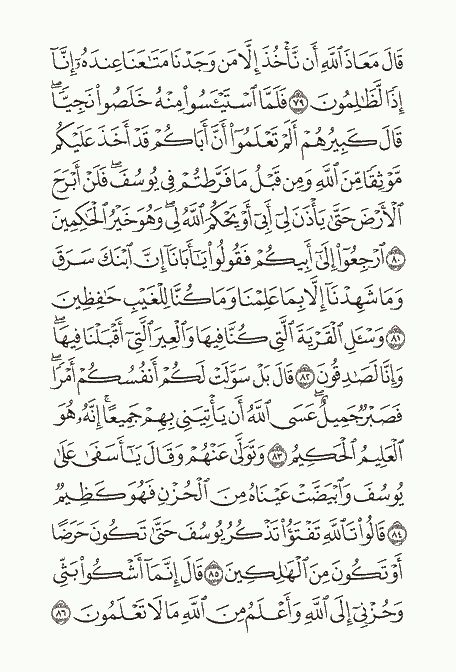 قَالَ مَعَاذَ ٱللَّهِ أَن نَّأْخُذَ إِلَّا مَن وَجَدْنَا مَتَٰعَنَا عِندَهُۥٓ إِنَّآ
إِذًا لَّظَٰلِمُونَ ٧٩ فَلَمَّا ٱسْتَيْـَٔسُوا۟ مِنْهُ خَلَصُوا۟ نَجِيًّا ۖ
قَالَ كَبِيرُهُمْ أَلَمْ تَعْلَمُوٓا۟ أَنَّ أَبَاكُمْ قَدْ أَخَذَ عَلَيْكُم
مَّوْثِقًا مِّنَ ٱللَّهِ وَمِن قَبْلُ مَا فَرَّطتُمْ فِى يُوسُفَ ۖ فَلَنْ أَبْرَحَ
ٱلْأَرْضَ حَتَّىٰ يَأْذَنَ لِىٓ أَبِىٓ أَوْ يَحْكُمَ ٱللَّهُ لِى ۖ وَهُوَ خَيْرُ ٱلْحَٰكِمِينَ
٨٠ ٱرْجِعُوٓا۟ إِلَىٰٓ أَبِيكُمْ فَقُولُوا۟ يَٰٓأَبَانَآ إِنَّ ٱبْنَكَ سَرَقَ
وَمَا شَهِدْنَآ إِلَّا بِمَا عَلِمْنَا وَمَا كُنَّا لِلْغَيْبِ حَٰفِظِينَ
٨١ وَسْـَٔلِ ٱلْقَرْيَةَ ٱلَّتِى كُنَّا فِيهَا وَٱلْعِيرَ ٱلَّتِىٓ أَقْبَلْنَا فِيهَا ۖ
وَإِنَّا لَصَٰدِقُونَ ٨٢ قَالَ بَلْ سَوَّلَتْ لَكُمْ أَنفُسُكُمْ أَمْرًا ۖ
فَصَبْرٌ جَمِيلٌ ۖ عَسَى ٱللَّهُ أَن يَأْتِيَنِى بِهِمْ جَمِيعًا ۚ إِنَّهُۥ هُوَ
ٱلْعَلِيمُ ٱلْحَكِيمُ ٨٣ وَتَوَلَّىٰ عَنْهُمْ وَقَالَ يَٰٓأَسَفَىٰ عَلَىٰ
يُوسُفَ وَٱبْيَضَّتْ عَيْنَاهُ مِنَ ٱلْحُزْنِ فَهُوَ كَظِيمٌ
٨٤ قَالُوا۟ تَٱللَّهِ تَفْتَؤُا۟ تَذْكُرُ يُوسُفَ حَتَّىٰ تَكُونَ حَرَضًا
أَوْ تَكُونَ مِنَ ٱلْهَٰلِكِينَ ٨٥ قَالَ إِنَّمَآ أَشْكُوا۟ بَثِّى
وَحُزْنِىٓ إِلَى ٱللَّهِ وَأَعْلَمُ مِنَ ٱللَّهِ مَا لَا تَعْلَمُونَ ٨٦